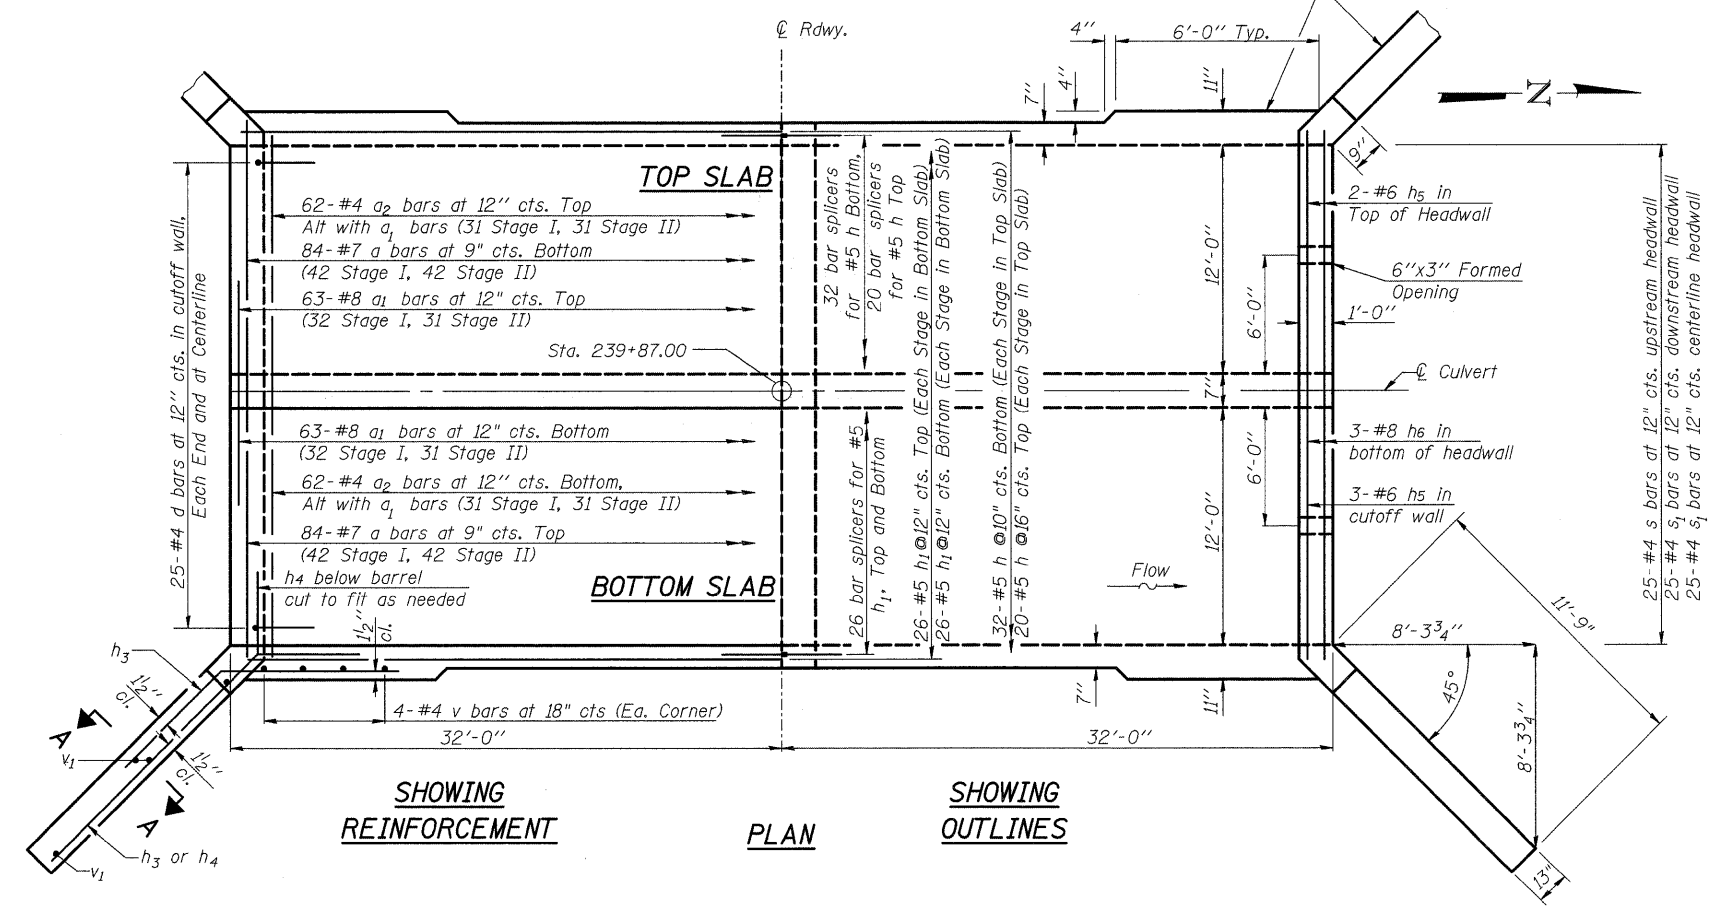 ℄ Rdwy.
4"
6'-0" Typ.
4"
7"
11"
N
9"
TOP SLAB
62-#4 a2 bars at 12" cts. Top
Alt with a1 bars (31 Stage I, 31 Stage II)
84-#7 a bars at 9" cts. Bottom
(42 Stage I, 42 Stage II)
63-#8 a1 bars at 12" cts. Top
(32 Stage I, 31 Stage II)
Sta. 239+87.00
25-#4 d bars at 12" cts. in cutoff wall,
Each End and at Centerline
63-#8 a1 bars at 12" cts. Bottom
(32 Stage I, 31 Stage II)
62-#4 a2 bars at 12" cts. Bottom,
Alt with a1 bars (31 Stage I, 31 Stage II)
84-#7 a bars at 9" cts. Top
(42 Stage I, 42 Stage II)
h4 below barrel
cut to fit as needed
BOTTOM SLAB
32 bar splicers
for #5 h Bottom,
20 bar splicers
for #5 h Top
26 bar splicers for #5
h1, Top and Bottom
26-#5 h1@12" cts. Top (Each Stage in Bottom Slab)
26-#5 h1@12" cts. Bottom (Each Stage in Bottom Slab)
32-#5 h @10" cts. Bottom (Each Stage in Top Slab)
20-#5 h @16" cts. Top (Each Stage in Top Slab)
12'-0"
7"
12'-0"
6'-0"
6'-0"
2-#6 h5 in
Top of Headwall
6"x3" Formed
Opening
1'-0"
℄ Culvert
3-#8 h6 in
bottom of headwall
3-#6 h5 in
cutoff wall
25-#4 s bars at 12" cts. upstream headwall
25-#4 s1 bars at 12" cts. downstream headwall
25-#4 s1 bars at 12" cts. centerline headwall
Flow
1½"
cl.
h3
1½"
cl.
A
v1
1½"
cl.
A
h3 or h4
v1
4-#4 v bars at 18" cts (Ea. Corner)
32'-0"
32'-0"
7"
11"
8'-3¾"
45°
8'-3¾"
11'-9"
13"
SHOWING
REINFORCEMENT
PLAN
SHOWING
OUTLINES